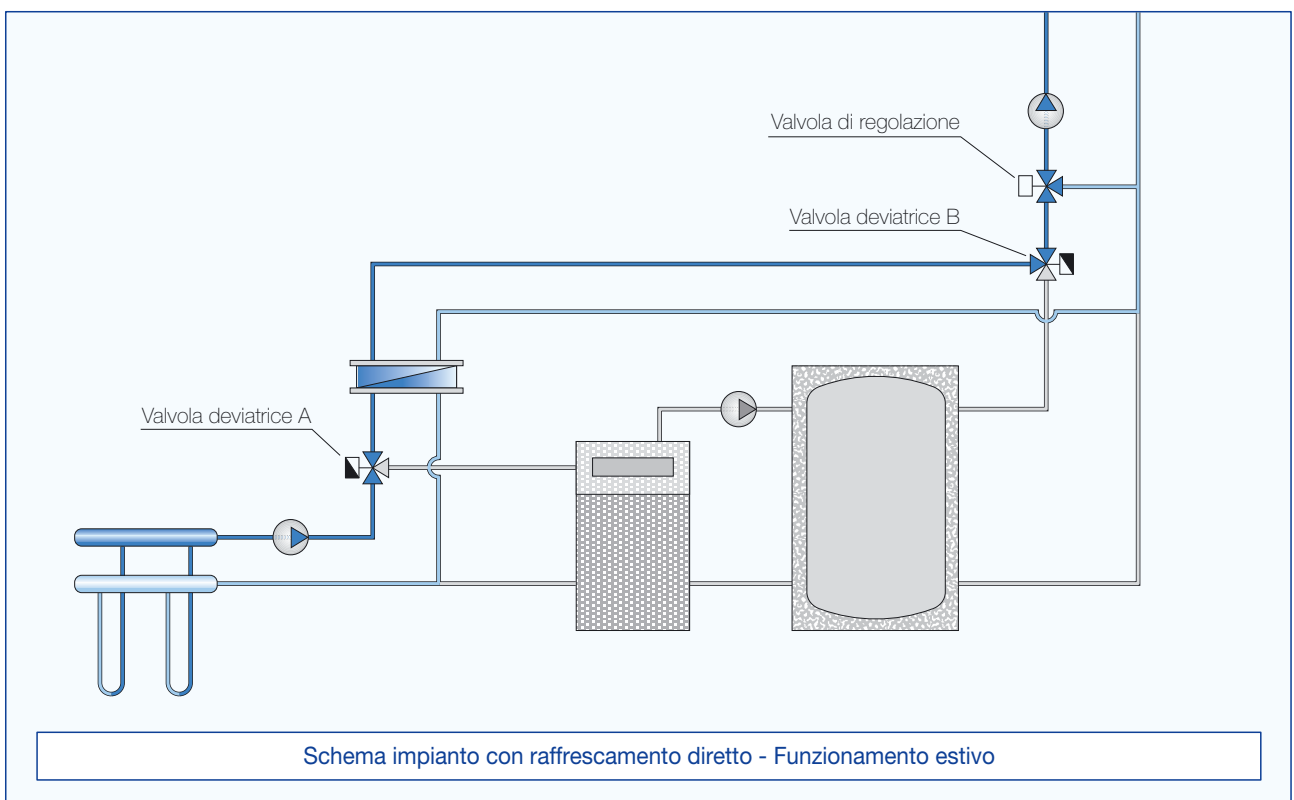 Valvola di regolazione
Valvola deviatrice B
Valvola deviatrice A
Schema impianto con raffrescamento diretto - Funzionamento estivo